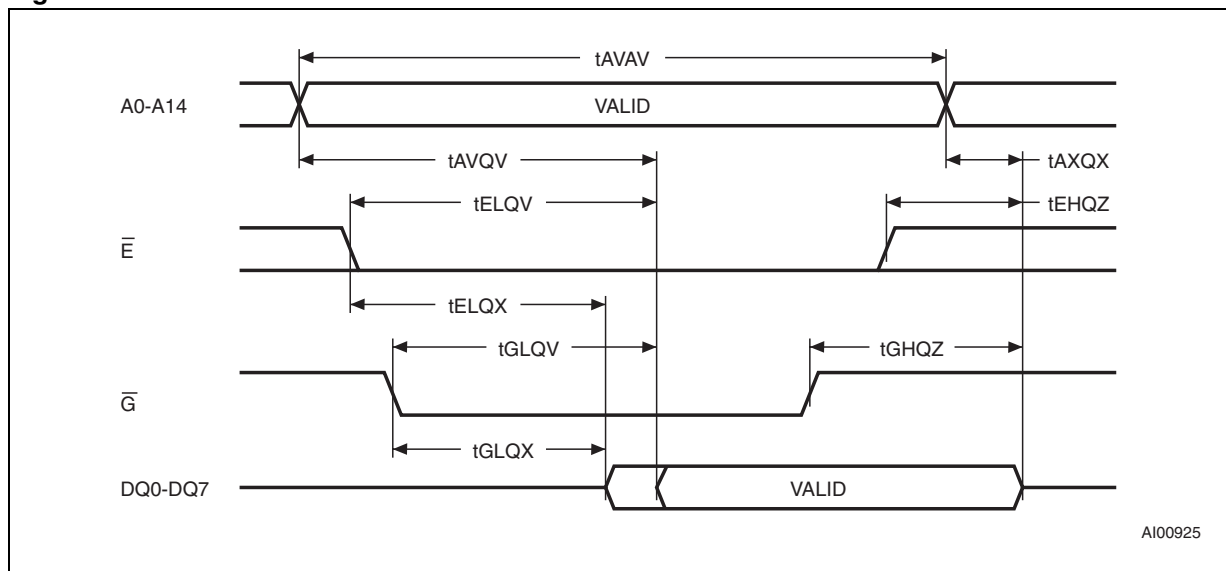 tAVAV
A0-A14 VALID
tAVQV tAXQX
tELQV tEHQZ
E̅
tELQX
tGLQV tGHQZ
G̅
tGLQX
DQ0-DQ7 VALID
AI00925